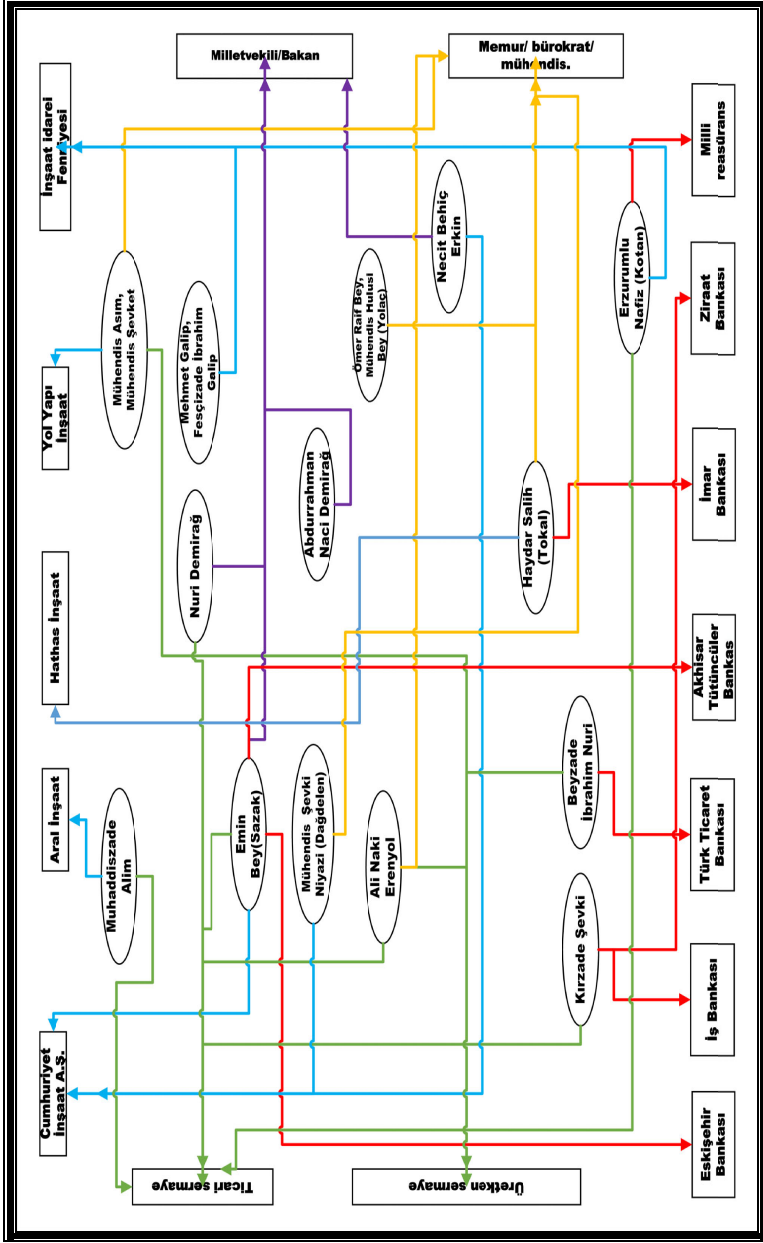 Milletvekili/Bakan
Memur/ bürokrat/
mühendis.
Cumhuriyet
İnşaat A.Ş.
Aral İnşaat
Hathas İnşaat
Yol Yapı
İnşaat
İnşaat idarei
Fenniyesi
Muhaddiszade
Alim
Nuri Demirağ
Mühendis Asım,
Mühendis Şevket
Mehmet Galip,
Fesçizade İbrahim
Galip
Emin
Bey(Sazak)
Mühendis Şevki
Niyazi (Dağdelen)
Abdurrahman
Naci Demirağ
Ömer Raif Bey,
Mühendis Hulusi
Bey (Yolaç)
Ali Naki
Erenyol
Necit Behiç
Erkin
Haydar Salih
(Tokal)
Kırzade Şevki
Beyzade
İbrahim Nuri
Erzurumlu
Nafiz (Kotan)
Ticari sermaye
Üretken sermaye
Eskişehir
Bankası
İş Bankası
Türk Ticaret
Bankası
Akhisar
Tütüncüler
Bankas
İmar
Bankası
Ziraat
Bankası
Milli
reasürans